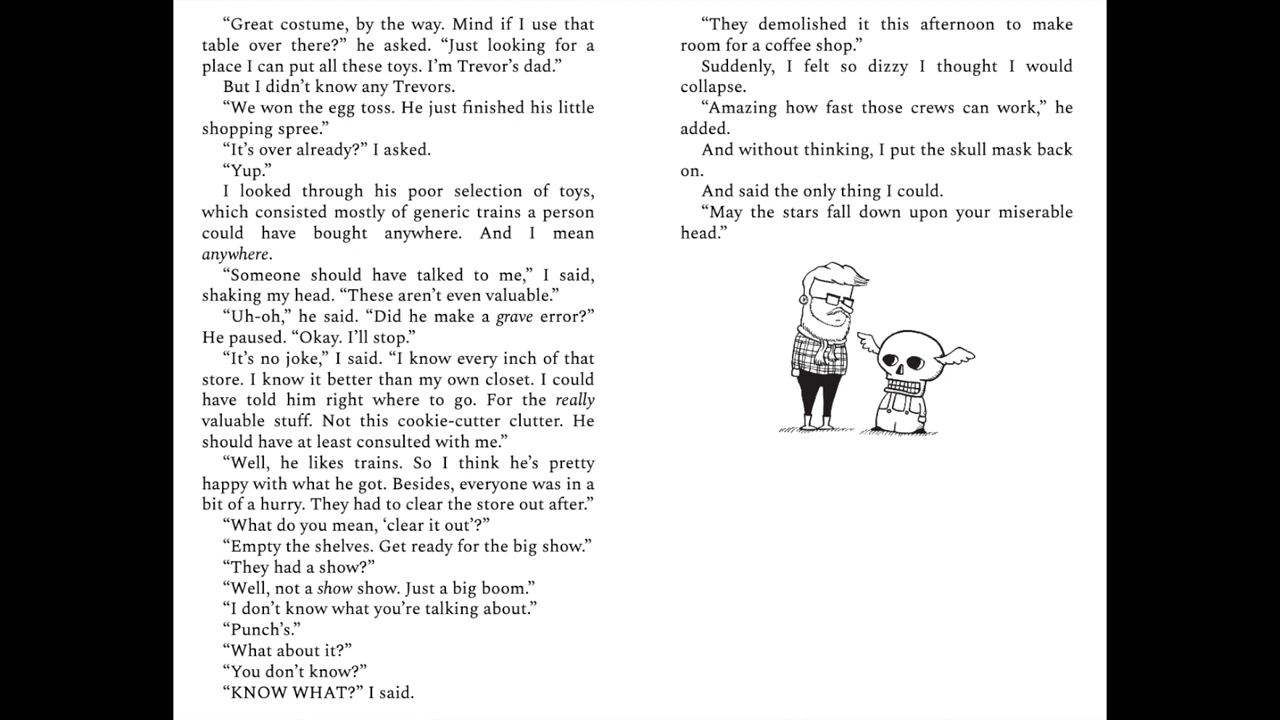 “Great costume, by the way. Mind if I use that
table over there?” he asked. “Just looking for a
place I can put all these toys. I’m Trevor’s dad.”
But I didn’t know any Trevors.
“We won the egg toss. He just finished his little
shopping spree.”
“It’s over already?” I asked.
“Yup.”
I looked through his poor selection of toys,
which consisted mostly of generic trains a person
could have bought anywhere. And I mean
anywhere.
“Someone should have talked to me,” I said,
shaking my head. “These aren’t even valuable.”
“Uh-oh,” he said. “Did he make a grave error?”
He paused. “Okay. I’ll stop.”
“It’s no joke,” I said. “I know every inch of that
store. I know it better than my own closet. I could
have told him right where to go. For the really
valuable stuff. Not this cookie-cutter clutter. He
should have at least consulted with me.”
“Well, he likes trains. So I think he’s pretty
happy with what he got. Besides, everyone was in a
bit of a hurry. They had to clear the store out after.”
“What do you mean, ‘clear it out’?”
“Empty the shelves. Get ready for the big show.”
“They had a show?”
“Well, not a show show. Just a big boom.”
“I don’t know what you’re talking about.”
“Punch’s.”
“What about it?”
“You don’t know?”
“KNOW WHAT?” I said.
“They demolished it this afternoon to make
room for a coffee shop.”
Suddenly, I felt so dizzy I thought I would
collapse.
“Amazing how fast those crews can work,” he
added.
And without thinking, I put the skull mask back
on.
And said the only thing I could.
“May the stars fall down upon your miserable
head.”